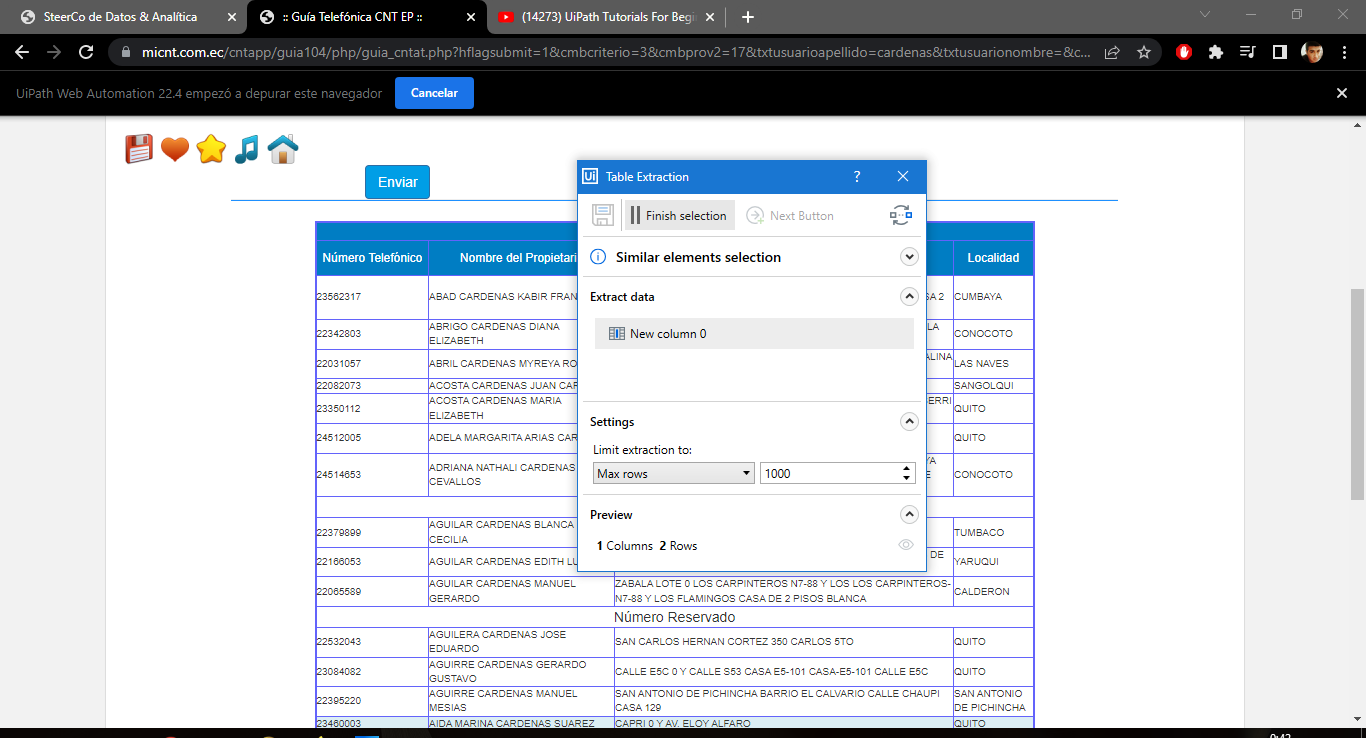 SteerCo de Datos & Analítica
:: Guía Telefónica CNT EP ::
(14273) UiPath Tutorials For Begi
micnt.com.ec/cntapp/guia104/php/guia_cntat.php?hflagsubmit=1&cmbcriterio=3&cmbprov2=17&txtusuarioapellido=cardenas&txtusuarionombre=&c...
UiPath Web Automation 22.4 empezó a depurar este navegador
Cancelar
Enviar
Número Telefónico
Nombre del Propietari
Localidad
23562317
ABAD CARDENAS KABIR FRAN
SA 2
CUMBAYA
22342803
ABRIGO CARDENAS DIANA
ELIZABETH
LA
CONOCOTO
22031057
ABRIL CARDENAS MYREYA RO
ALINA
LAS NAVES
22082073
ACOSTA CARDENAS JUAN CAR
SANGOLQUI
23350112
ACOSTA CARDENAS MARIA
ELIZABETH
ERRI
QUITO
24512005
ADELA MARGARITA ARIAS CAR
QUITO
24514653
ADRIANA NATHALI CARDENAS
CEVALLOS
YA
E
CONOCOTO
22379899
AGUILAR CARDENAS BLANCA
CECILIA
TUMBACO
22166053
AGUILAR CARDENAS EDITH LU
DE
YARUQUI
22065589
AGUILAR CARDENAS MANUEL
GERARDO
ZABALA LOTE 0 LOS CARPINTEROS N7-88 Y LOS LOS CARPINTEROS-
N7-88 Y LOS FLAMINGOS CASA DE 2 PISOS BLANCA
CALDERON
Número Reservado
22532043
AGUILERA CARDENAS JOSE
EDUARDO
SAN CARLOS HERNAN CORTEZ 350 CARLOS 5TO
QUITO
23084082
AGUIRRE CARDENAS GERARDO
GUSTAVO
CALLE E5C 0 Y CALLE S53 CASA E5-101 CASA-E5-101 CALLE E5C
QUITO
22395220
AGUIRRE CARDENAS MANUEL
MESIAS
SAN ANTONIO DE PICHINCHA BARRIO EL CALVARIO CALLE CHAUPI
CASA 129
SAN ANTONIO
DE PICHINCHA
23460003
AIDA MARINA CARDENAS SUAREZ
CAPRI 0 Y AV. ELOY ALFARO
QUITO
Ui Table Extraction
?
Finish selection
Next Button
Similar elements selection
Extract data
New column 0
Settings
Limit extraction to:
Max rows
1000
Preview
1 Columns 2 Rows